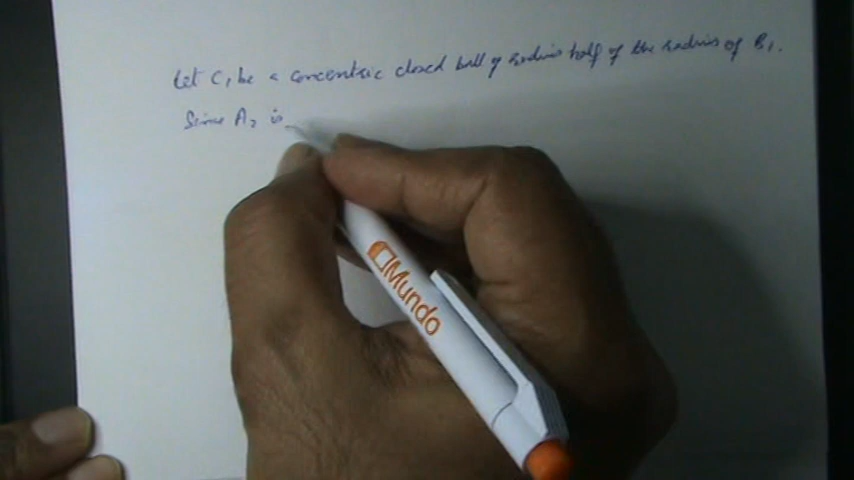 Let C₁ be a concentric closed ball of radius half of the radius of B₁.
Since A₂ is
Mundo